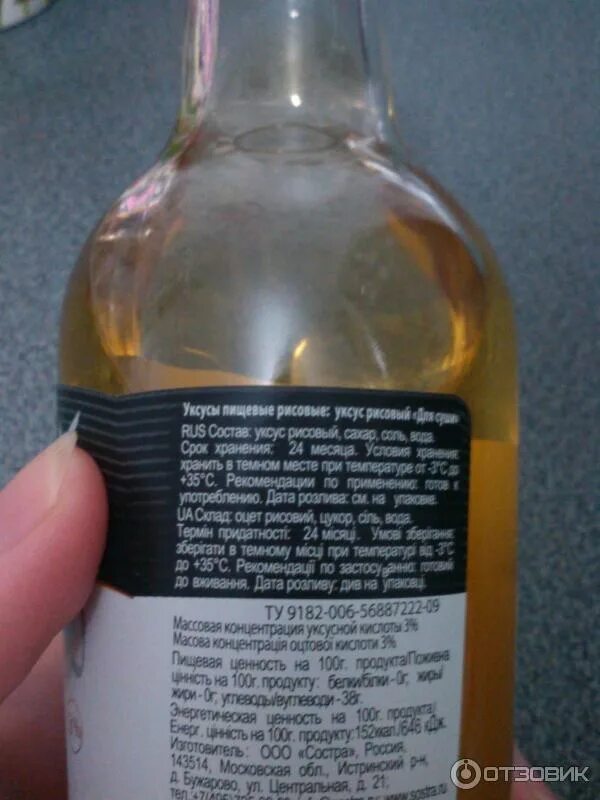 Уксусы пищевые рисовые: уксус рисовый «Для суши»
RUS Состав: уксус рисовый, сахар, соль, вода.
Срок хранения: 24 месяца. Условия хранения:
хранить в темном месте при температуре от -3°С до
+35°С. Рекомендации по применению: готов к
употреблению. Дата розлива: см. на упаковке.
UA Склад: оцет рисовий, цукор, сіль, вода.
Термін придатності: 24 місяці. Умові зберігання:
зберігати в темному місці при температурі від -3°С
до +35°С. Рекомендації по застосуванню: готовий
до вживання. Дата розливу: див на упаковці.
ТУ 9182-006-56887222-09
Массовая концентрация уксусной кислоты 3%
Масова концентрація оцтової кислоти 3%
Пищевая ценность на 100г. продукта/Поживна
цінність на 100г. продукту: белки/білки - 0г, жиры/
жири - 0г, углеводы/вуглеводи - 38г.
Энергетическая ценность на 100г. продукта/
Енерг. цінність на 100г. продукту: 152ккал./646 кДж.
Изготовитель: ООО «Состра», Россия,
143514, Московская обл., Истринский р-н,
д. Бужарово, ул. Центральная, д. 21;
ОТЗОВИК